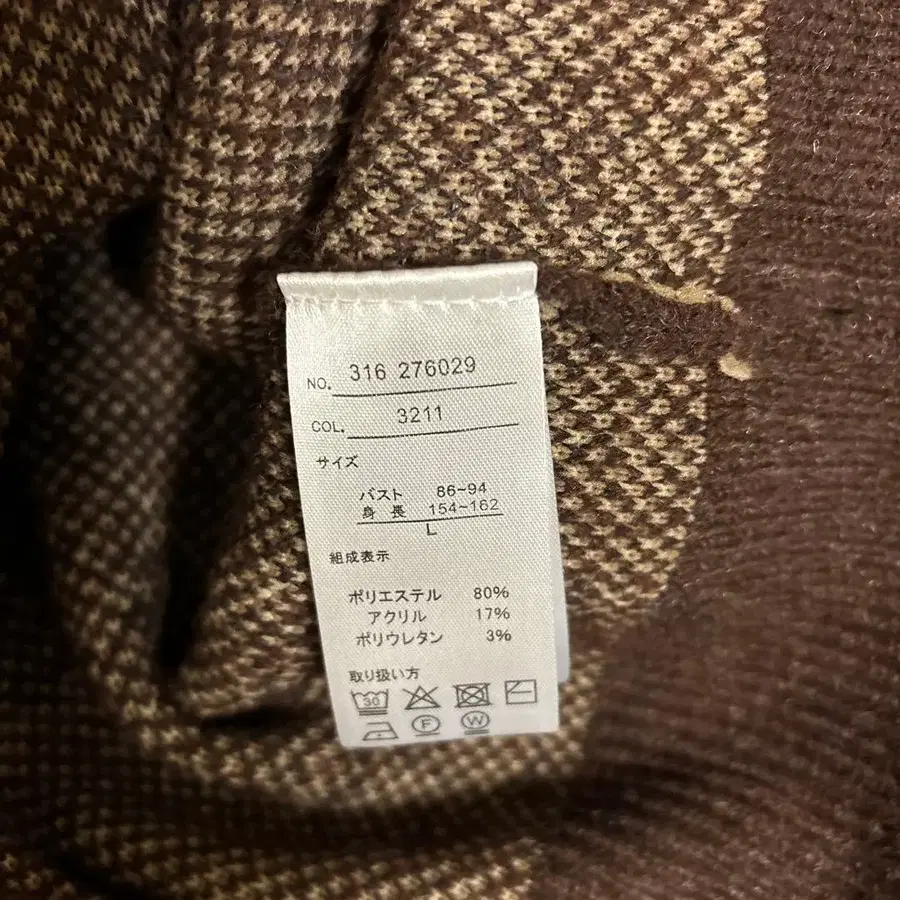 NO. 316 276029
COL. 3211
サイズ
バスト 86~94
身長 154~162
L
組成表示
ポリエステル 80%
アクリル 17%
ポリウレタン 3%
取り扱い方
30
F W